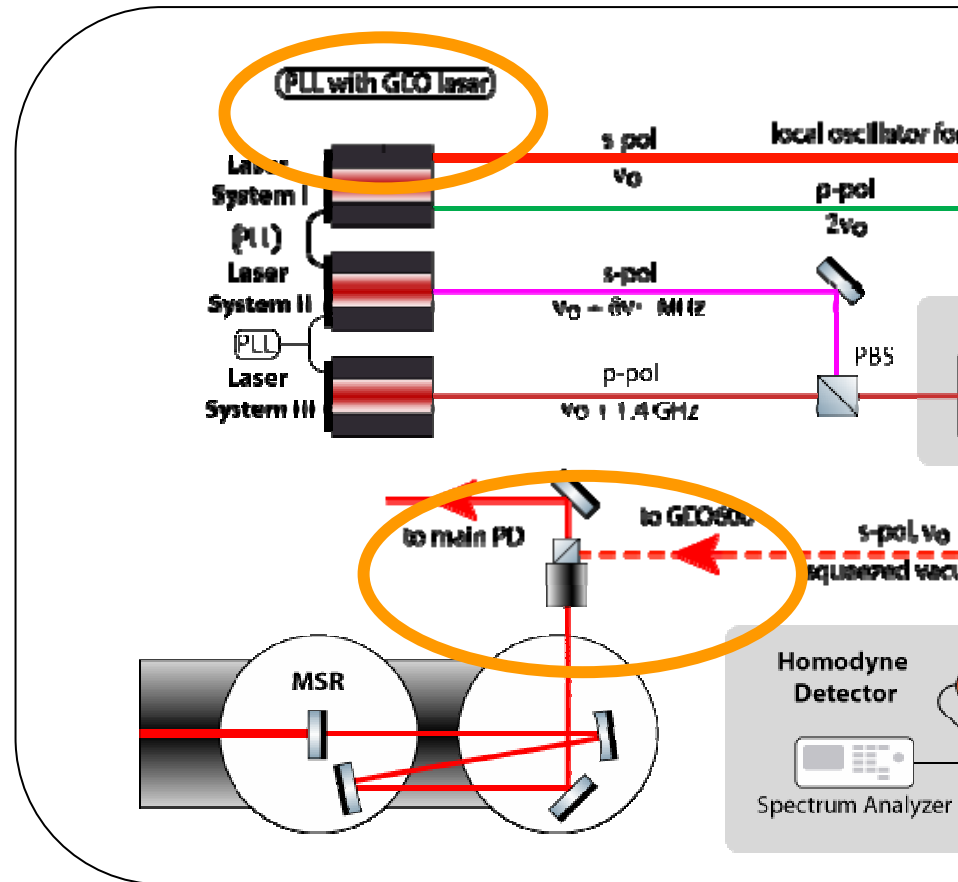 PLL with GEO laser
Laser
System I
s-pol
ν₀
local oscillator for
p-pol
2ν₀
(PLL)
Laser
System II
s-pol
MHz
PLL
Laser
System III
p-pol
ν₀ + 1.4 GHz
PBS
to main PD
to GEO600
s-pol, ν₀
squeezed vacu
MSR
Homodyne
Detector
Spectrum Analyzer